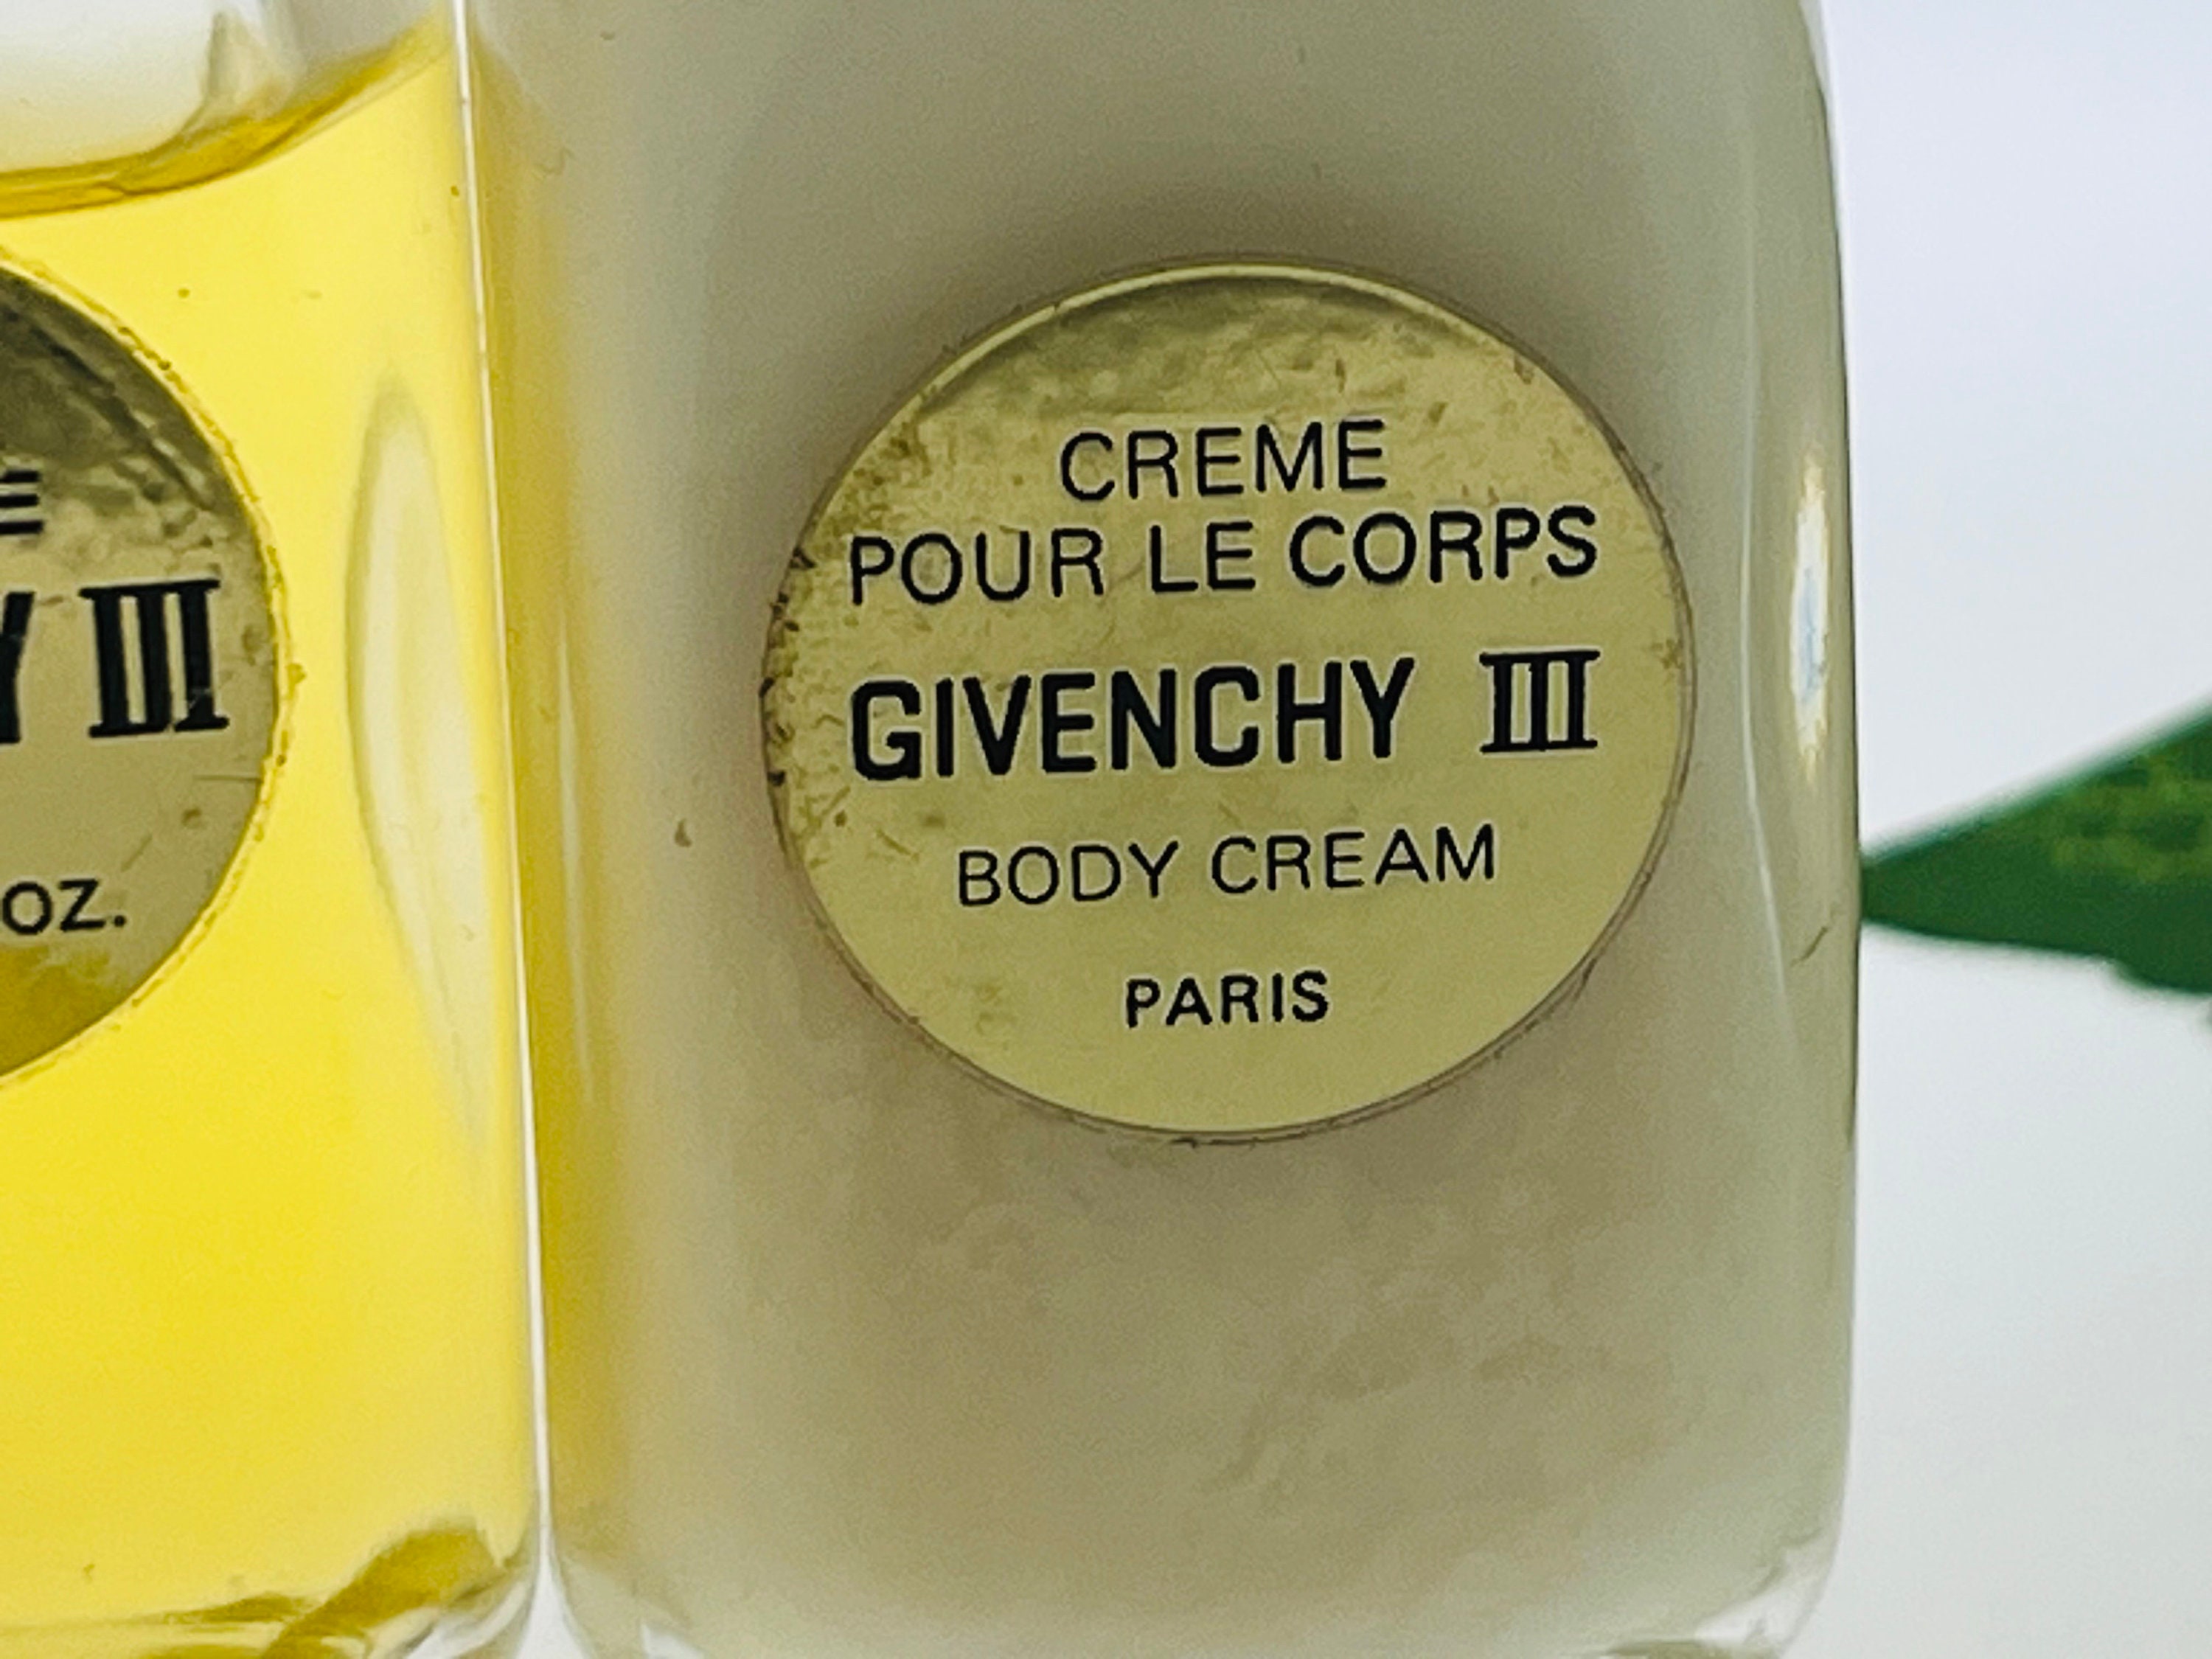 III
OZ.
CREME
POUR LE CORPS
GIVENCHY III
BODY CREAM
PARIS